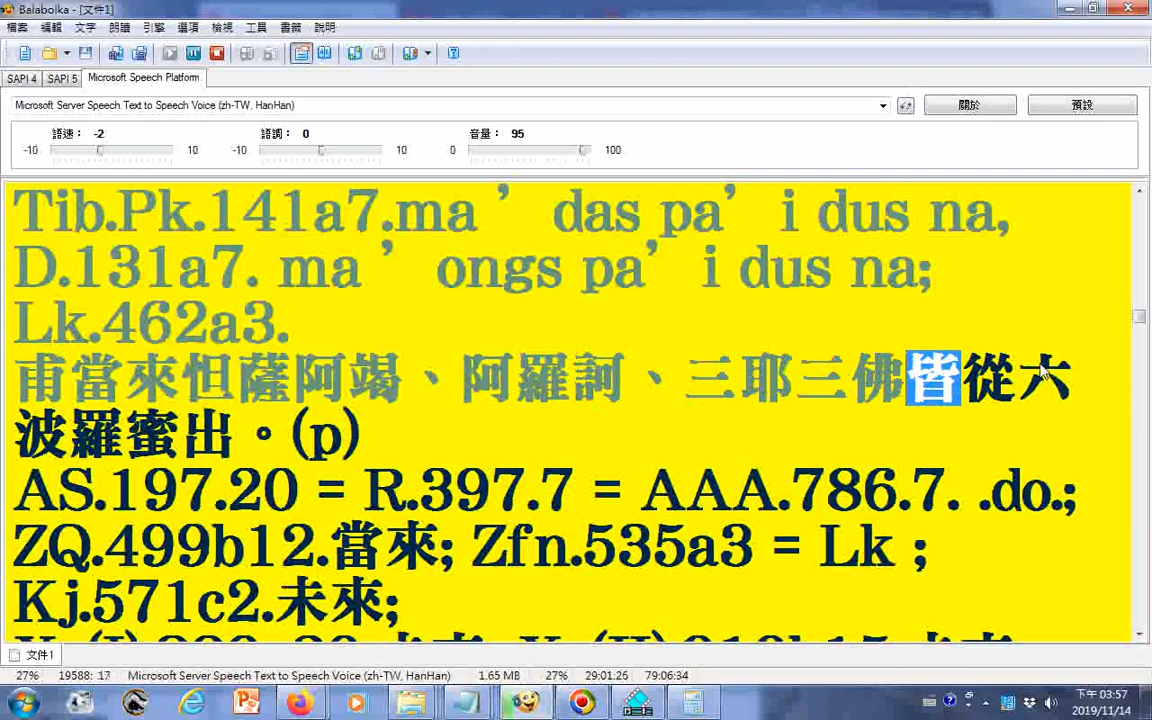 Balabolka - [文件1]
檔案 編輯 文字 朗讀 引擎 選項 檢視 工具 書籤 說明
SAPI 4 SAPI 5 Microsoft Speech Platform
Microsoft Server Speech Text to Speech Voice (zh-TW, HanHan) 關於 預設
語速： -2 語調： 0 音量： 95
-10 10 -10 10 0 100
Tib.Pk.141a7.ma ’ das pa’ i dus na,
D.131a7. ma ’ ongs pa’ i dus na;
Lk.462a3.
甫當來怛薩阿竭、阿羅訶、三耶三佛皆從六
波羅蜜出。(p)
AS.197.20 = R.397.7 = AAA.786.7. .do.;
ZQ.499b12.當來; Zfn.535a3 = Lk ;
Kj.571c2.未來;
文件1
27% 19588: 17 Microsoft Server Speech Text to Speech Voice (zh-TW, HanHan) 1.65 MB 27% 29:01:26 79:06:34
下午 03:57
2019/11/14